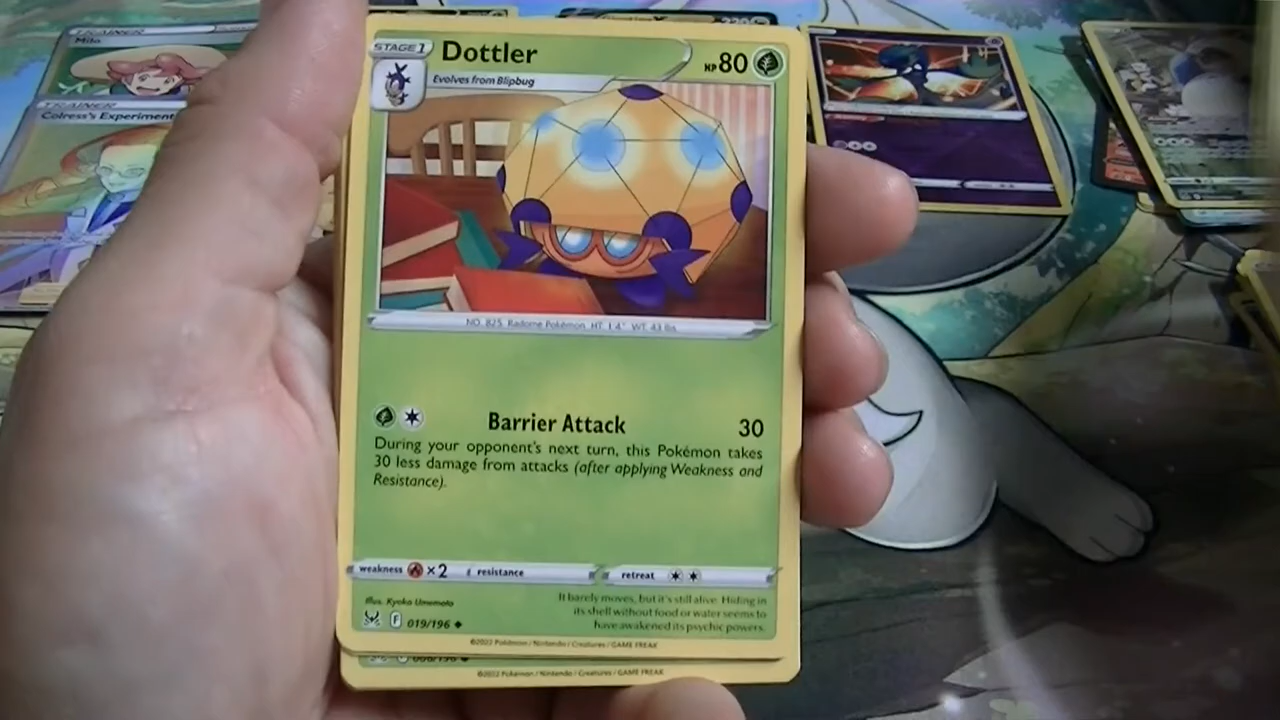 TRAINER
Milo
TRAINER
Colress's Experiment
STAGE 1
Dottler
HP 80
Evolves from Blipbug
NO. 825 Radome Pokémon HT: 1'4" WT: 43 lbs.
Barrier Attack 30
During your opponent's next turn, this Pokémon takes
30 less damage from attacks (after applying Weakness and
Resistance).
weakness ×2 resistance retreat
Illus. Kyoko Umemoto
It barely moves, but it's still alive. Hiding in
its shell without food or water seems to
have awakened its psychic powers.
F 019/196
©2022 Pokémon / Nintendo / Creatures / GAME FREAK
©2022 Pokémon / Nintendo / Creatures / GAME FREAK